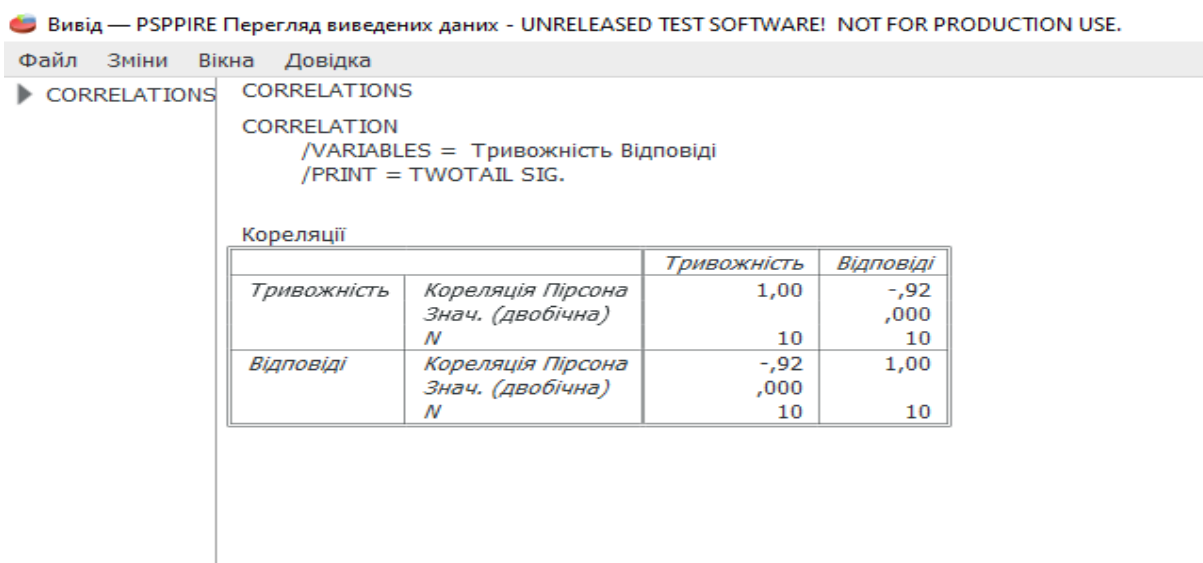 Вивід — PSPPIRE Перегляд виведених даних - UNRELEASED TEST SOFTWARE! NOT FOR PRODUCTION USE.
Файл Зміни Вікна Довідка
CORRELATIONS
CORRELATIONS
CORRELATION
/VARIABLES = Тривожність Відповіді
/PRINT = TWOTAIL SIG.
Кореляції
Тривожність Відповіді
Тривожність Кореляція Пірсона 1,00 -,92
Знач. (двобічна) ,000
N 10 10
Відповіді Кореляція Пірсона -,92 1,00
Знач. (двобічна) ,000
N 10 10